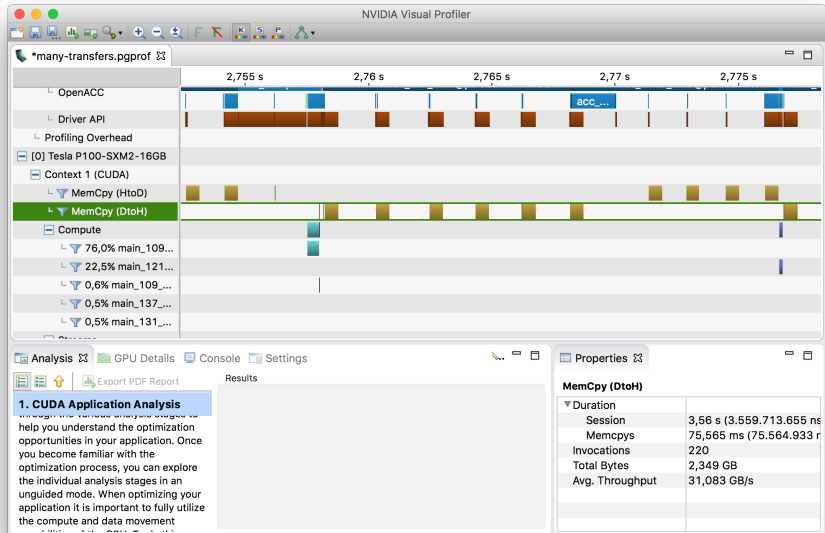 NVIDIA Visual Profiler
K S P
*many-transfers.pgprof
2,755 s 2,76 s 2,765 s 2,77 s 2,775 s
OpenACC
acc_...
Driver API
Profiling Overhead
[0] Tesla P100-SXM2-16GB
Context 1 (CUDA)
MemCpy (HtoD)
MemCpy (DtoH)
Compute
76,0% main_109...
22,5% main_121...
0,6% main_109_...
0,5% main_137_...
0,5% main_131_...
Analysis GPU Details Console Settings
Properties
Export PDF Report
Results
1. CUDA Application Analysis
through the various analysis stages to
help you understand the optimization
opportunities in your application. Once
you become familiar with the
optimization process, you can explore
the individual analysis stages in an
unguided mode. When optimizing your
application it is important to fully utilize
the compute and data movement
MemCpy (DtoH)
Duration
Session 3,56 s (3.559.713.655 ns
Memcpys 75,565 ms (75.564.933 r
Invocations 220
Total Bytes 2,349 GB
Avg. Throughput 31,083 GB/s